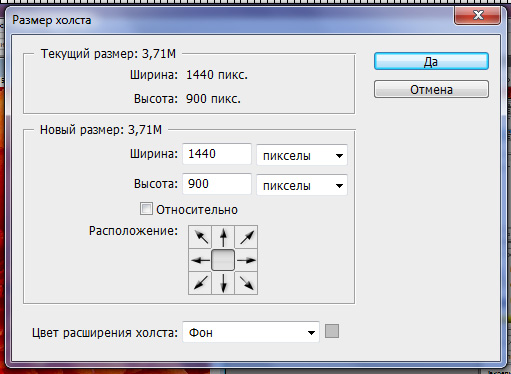 Размер холста
Текущий размер: 3,71M
Ширина: 1440 пикс.
Высота: 900 пикс.
Да
Отмена
Новый размер: 3,71M
Ширина: 1440 пикселы
Высота: 900 пикселы
Относительно
Расположение:
Цвет расширения холста: Фон